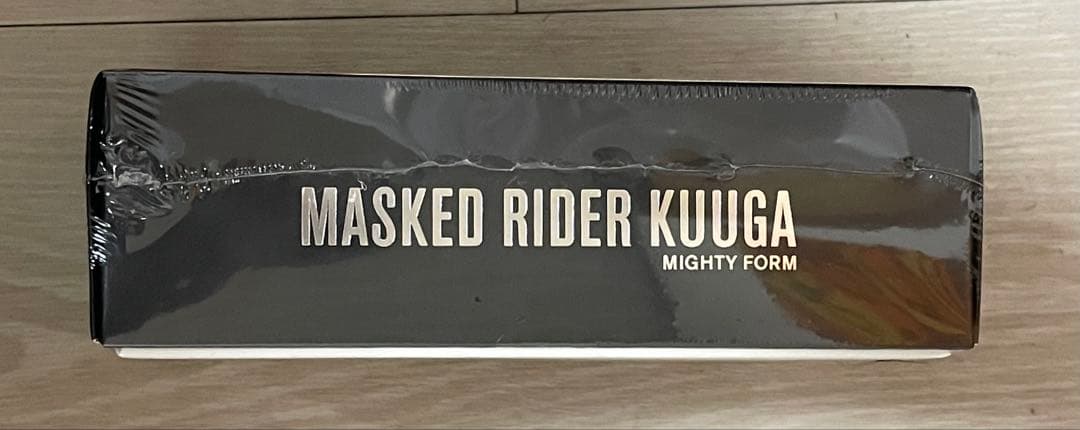 MASKED RIDER KUUGA
MIGHTY FORM